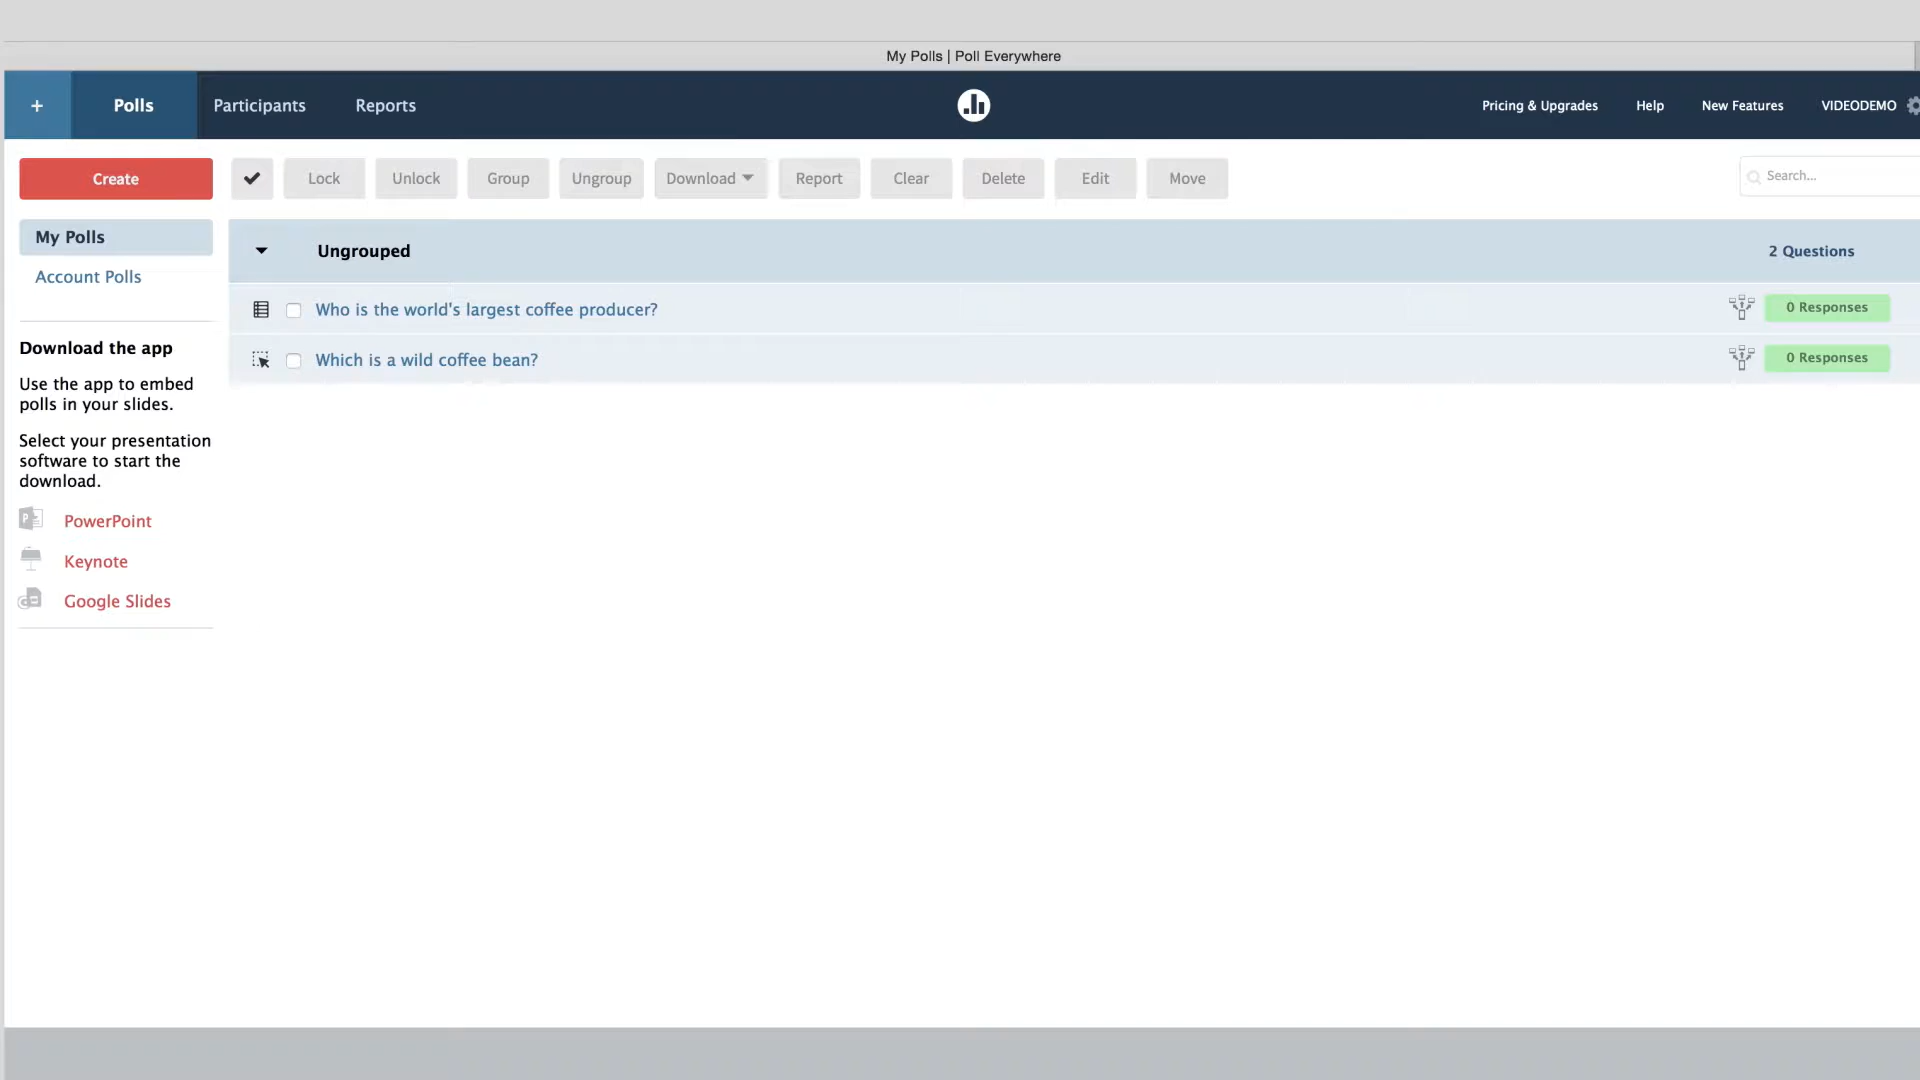 My Polls | Poll Everywhere
+ Polls Participants Reports Pricing & Upgrades Help New Features VIDEODEMO
Create Lock Unlock Group Ungroup Download Report Clear Delete Edit Move Search...
My Polls
Account Polls
Ungrouped 2 Questions
Who is the world's largest coffee producer? 0 Responses
Which is a wild coffee bean? 0 Responses
Download the app
Use the app to embed
polls in your slides.
Select your presentation
software to start the
download.
PowerPoint
Keynote
Google Slides